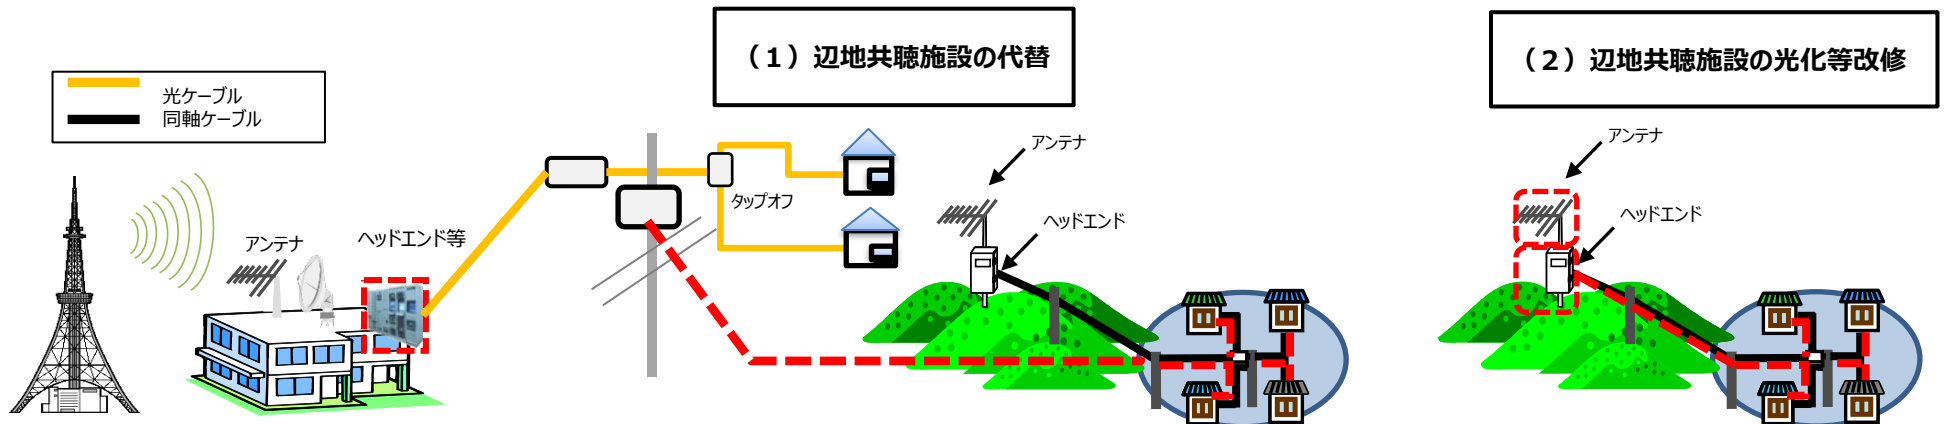 （１）辺地共聴施設の代替
（２）辺地共聴施設の光化等改修
光ケーブル
同軸ケーブル
アンテナ
ヘッドエンド等
タップオフ
アンテナ
ヘッドエンド
アンテナ
ヘッドエンド